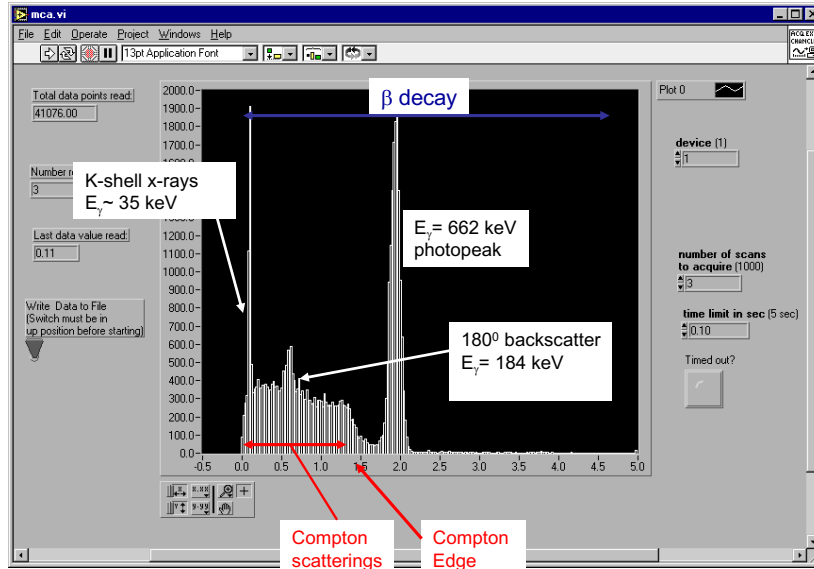 mca.vi
File Edit Operate Project Windows Help
13pt Application Font
Total data points read:
41076.00
3
Last data value read:
0.11
Write Data to File
(Switch must be in
up position before starting)
2000.0-
1900.0-
1800.0-
1700.0-
1200.0-
1100.0-
1000.0-
900.0-
800.0-
700.0-
600.0-
500.0-
400.0-
300.0-
200.0-
100.0-
0.0-
-0.5 0.0 0.5 1.0 1.5 2.0 2.5 3.0 3.5 4.0 4.5 5.0
β decay
K-shell x-rays
Eγ~ 35 keV
Eγ= 662 keV
photopeak
180⁰ backscatter
Eγ= 184 keV
Compton
scatterings
Compton
Edge
Plot 0
device (1)
1
number of scans
to acquire (1000)
3
time limit in sec (5 sec)
0.10
Timed out?
x.xx
y.yy